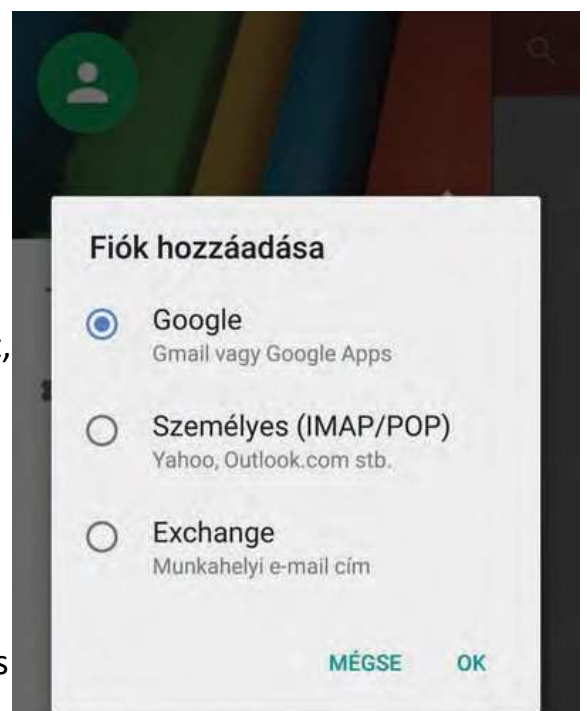 Fiók hozzáadása
Google
Gmail vagy Google Apps
Személyes (IMAP/POP)
Yahoo, Outlook.com stb.
Exchange
Munkahelyi e-mail cím
MÉGSE OK